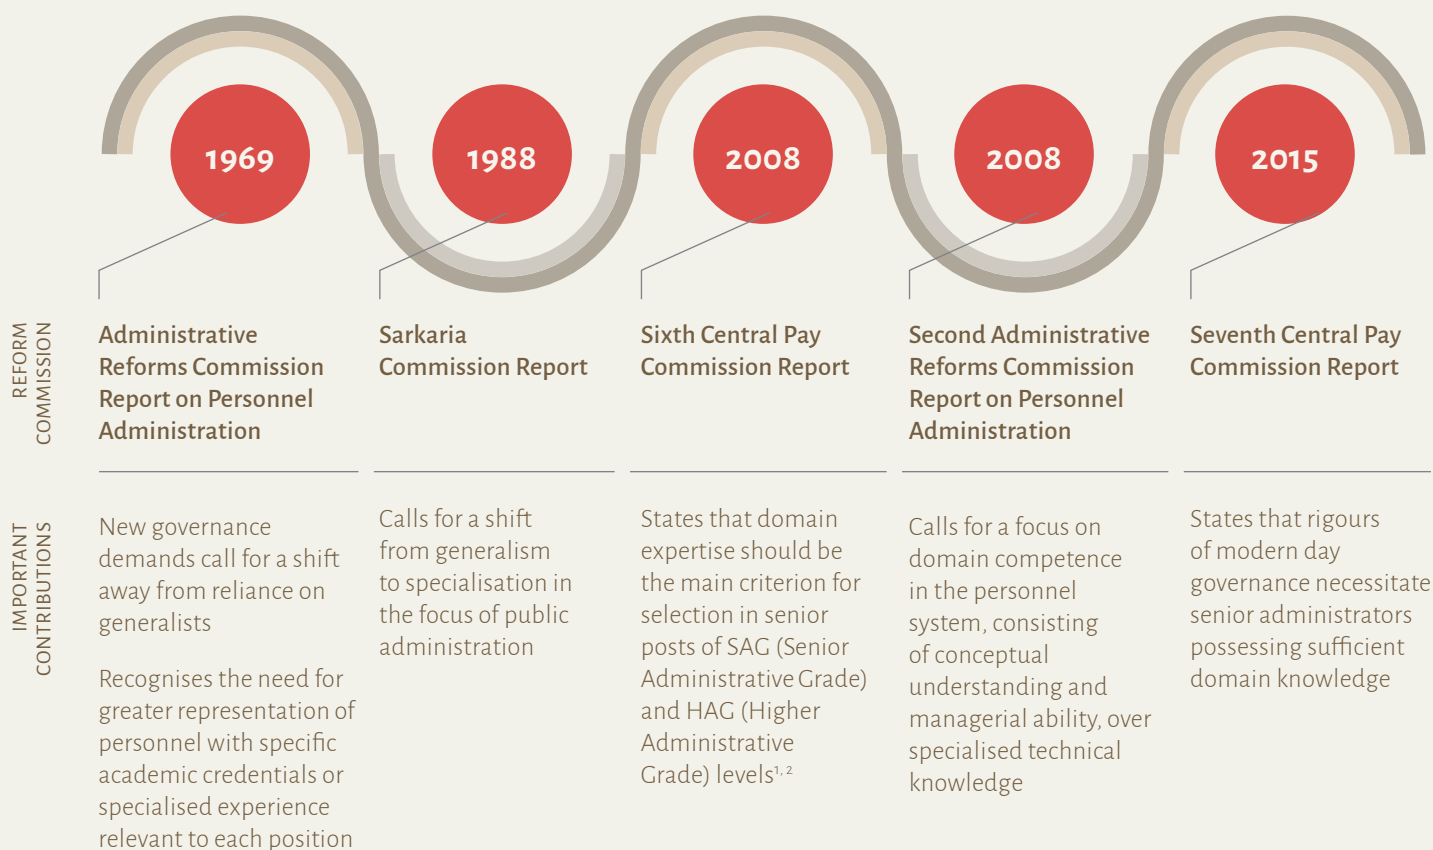 1969
1988
2008
2008
2015
REFORM
COMMISSION
Administrative
Reforms Commission
Report on Personnel
Administration
Sarkaria
Commission Report
Sixth Central Pay
Commission Report
Second Administrative
Reforms Commission
Report on Personnel
Administration
Seventh Central Pay
Commission Report
IMPORTANT
CONTRIBUTIONS
New governance
demands call for a shift
away from reliance on
generalists
Recognises the need for
greater representation of
personnel with specific
academic credentials or
specialised experience
relevant to each position
Calls for a shift
from generalism
to specialisation in
the focus of public
administration
States that domain
expertise should be
the main criterion for
selection in senior
posts of SAG (Senior
Administrative Grade)
and HAG (Higher
Administrative
Grade) levels1, 2
Calls for a focus on
domain competence
in the personnel
system, consisting
of conceptual
understanding and
managerial ability, over
specialised technical
knowledge
States that rigours
of modern day
governance necessitate
senior administrators
possessing sufficient
domain knowledge